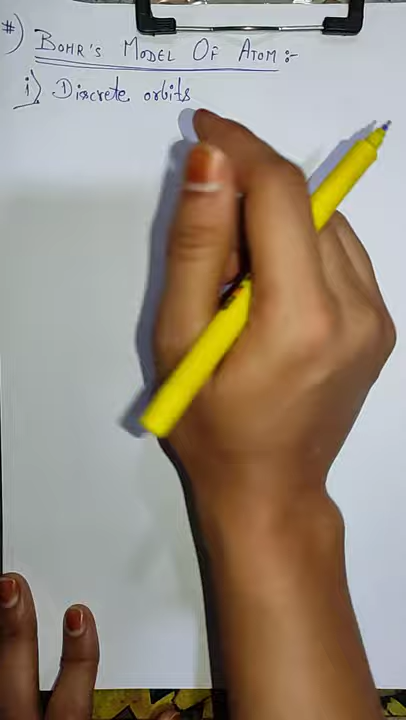 #) BOHR'S MODEL OF ATOM :-
i) Discrete orbits